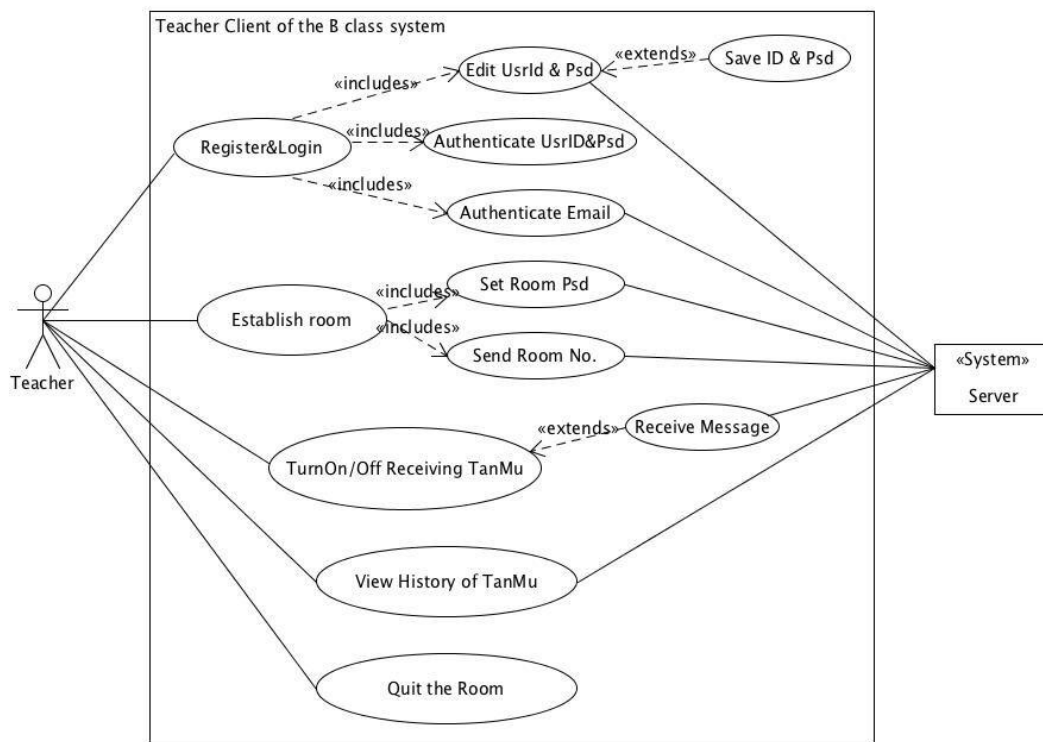 Teacher Client of the B class system
«extends»
Edit UsrId & Psd
Save ID & Psd
«includes»
Register&Login
«includes»
Authenticate UsrID&Psd
«includes»
Authenticate Email
Set Room Psd
«includes»
Establish room
«includes»
Send Room No.
Teacher
«System»
Server
«extends»
Receive Message
TurnOn/Off Receiving TanMu
View History of TanMu
Quit the Room